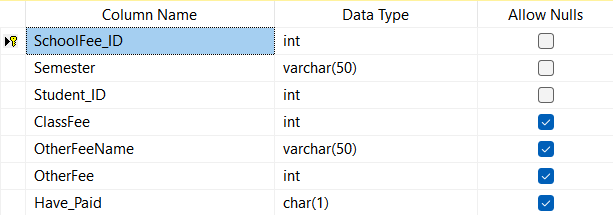 Column Name Data Type Allow Nulls
SchoolFee_ID int
Semester varchar(50)
Student_ID int
ClassFee int
OtherFeeName varchar(50)
OtherFee int
Have_Paid char(1)